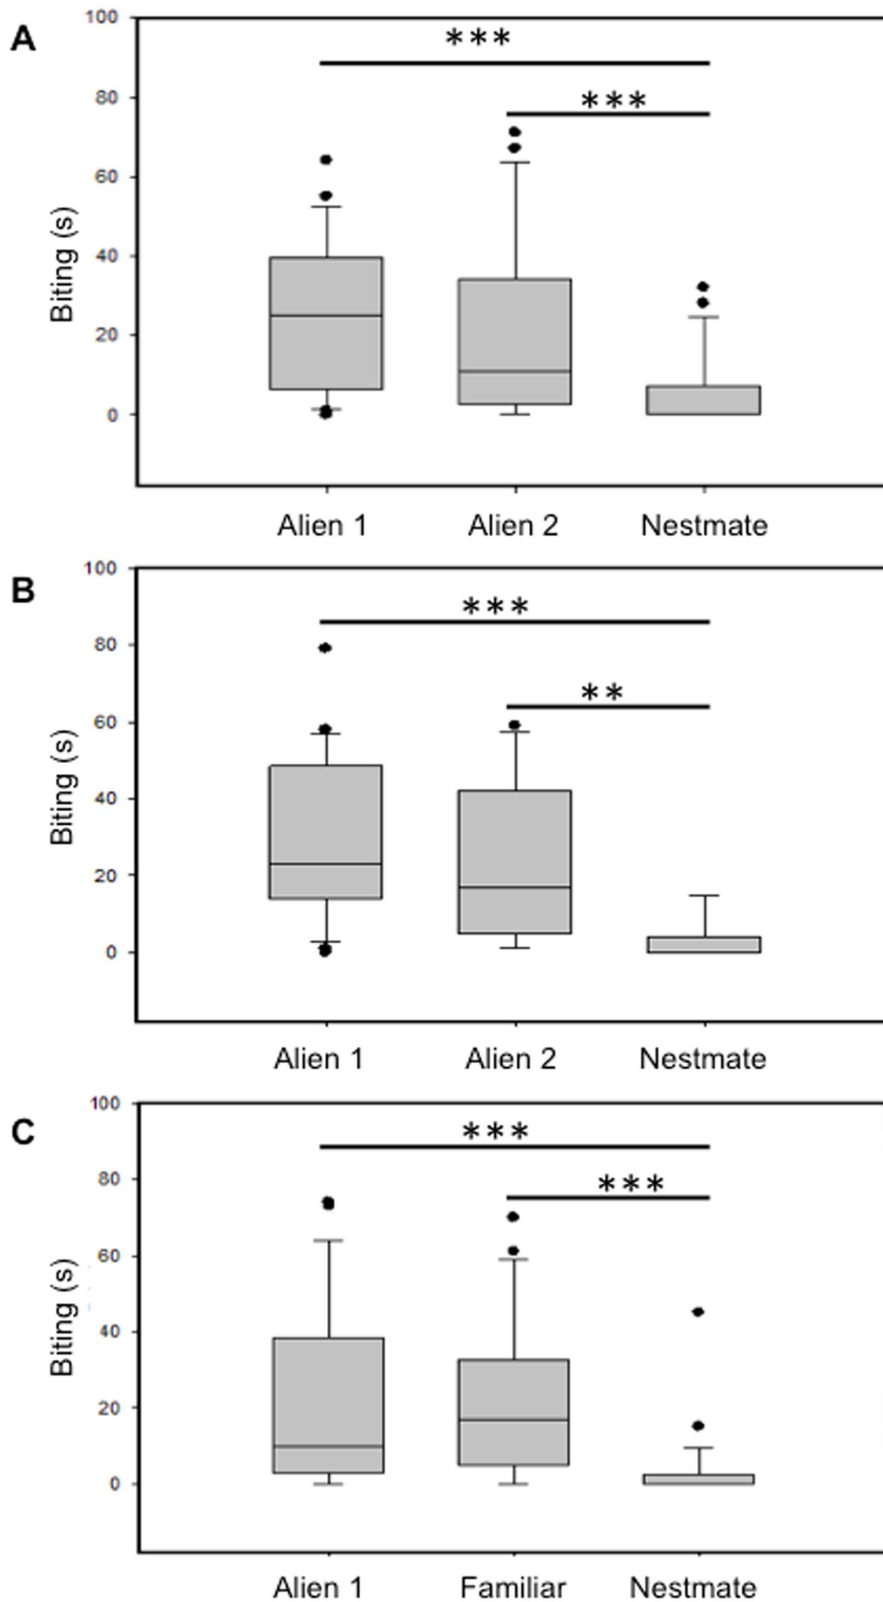 A
100
80
60
40
20
0
Biting (s)
***
***
Alien 1 Alien 2 Nestmate
B
100
80
60
40
20
0
Biting (s)
***
**
Alien 1 Alien 2 Nestmate
C
100
80
60
40
20
0
Biting (s)
***
***
Alien 1 Familiar Nestmate